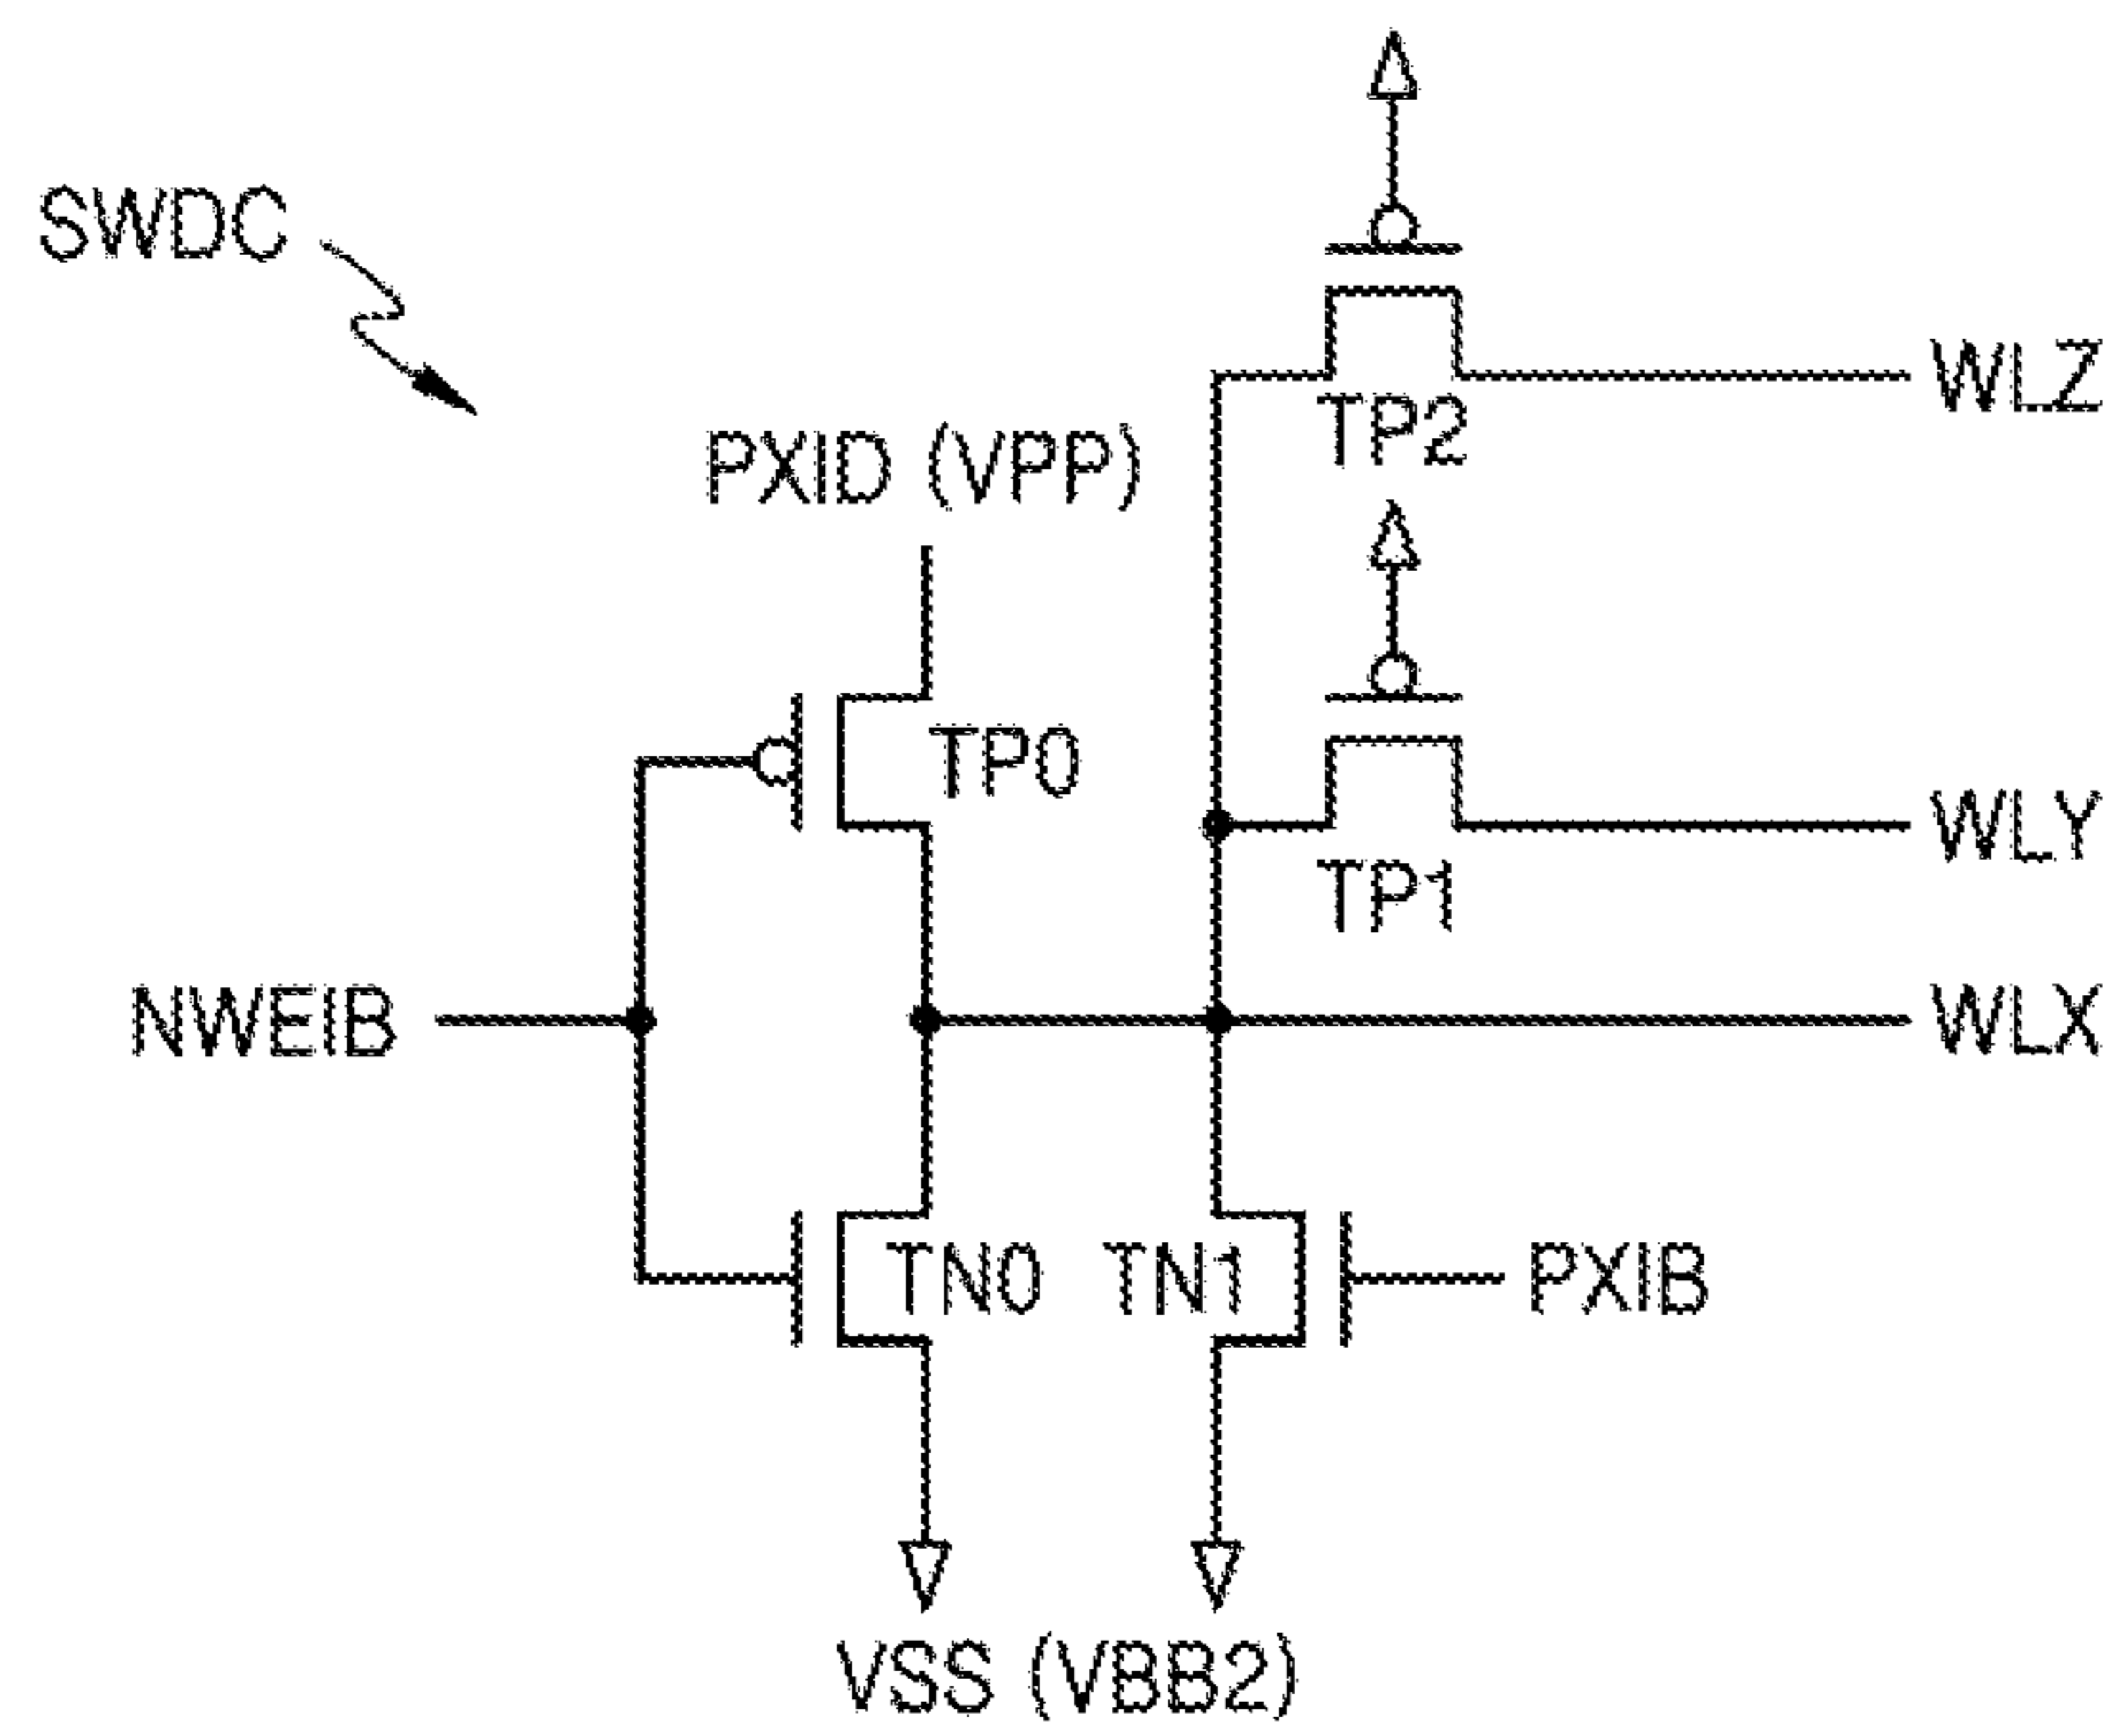 SWDC
WLZ
TP2
PXID (VPP)
TP0
WLY
TP1
NWEIB
WLX
TN0
TN1
PXIB
VSS (VBB2)